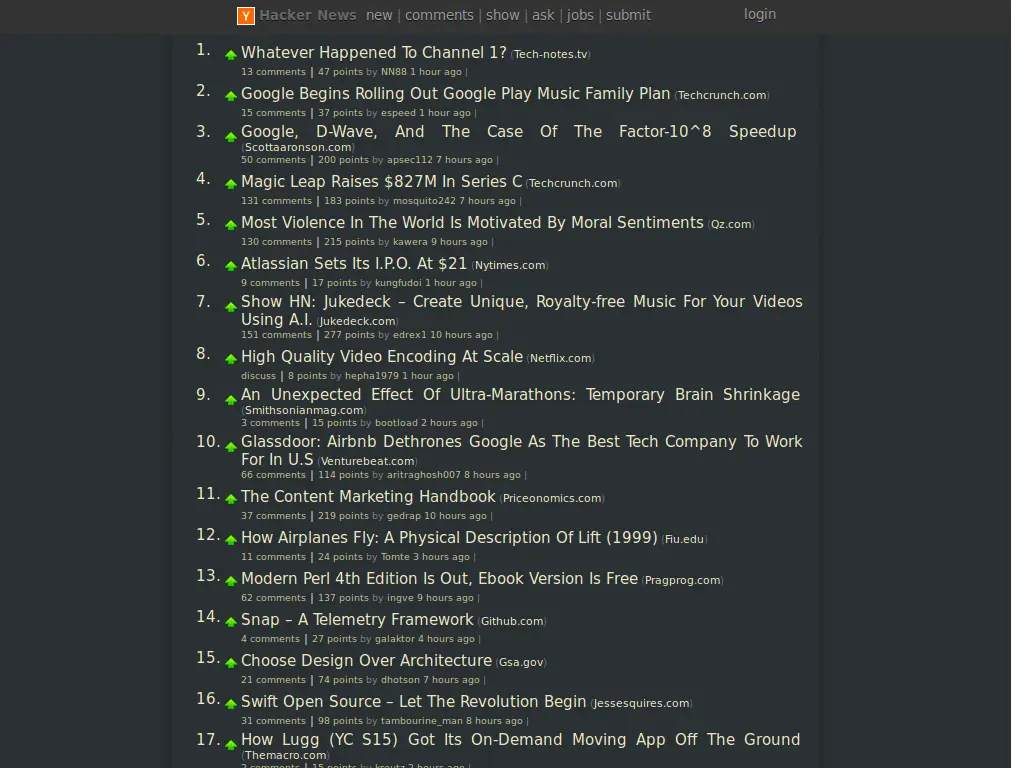 Y Hacker News new | comments | show | ask | jobs | submit login
1. Whatever Happened To Channel 1? (Tech-notes.tv)
13 comments | 47 points by NN88 1 hour ago |
2. Google Begins Rolling Out Google Play Music Family Plan (Techcrunch.com)
15 comments | 37 points by espeed 1 hour ago |
3. Google, D-Wave, And The Case Of The Factor-10^8 Speedup
(Scottaaronson.com)
50 comments | 200 points by apsec112 7 hours ago |
4. Magic Leap Raises $827M In Series C (Techcrunch.com)
131 comments | 183 points by mosquito242 7 hours ago |
5. Most Violence In The World Is Motivated By Moral Sentiments (Qz.com)
130 comments | 215 points by kawera 9 hours ago |
6. Atlassian Sets Its I.P.O. At $21 (Nytimes.com)
9 comments | 17 points by kungfudoi 1 hour ago |
7. Show HN: Jukedeck – Create Unique, Royalty-free Music For Your Videos
Using A.I. (Jukedeck.com)
151 comments | 277 points by edrex1 10 hours ago |
8. High Quality Video Encoding At Scale (Netflix.com)
discuss | 8 points by hepha1979 1 hour ago |
9. An Unexpected Effect Of Ultra-Marathons: Temporary Brain Shrinkage
(Smithsonianmag.com)
3 comments | 15 points by bootload 2 hours ago |
10. Glassdoor: Airbnb Dethrones Google As The Best Tech Company To Work
For In U.S (Venturebeat.com)
66 comments | 114 points by aritraghosh007 8 hours ago |
11. The Content Marketing Handbook (Priceonomics.com)
37 comments | 219 points by gedrap 10 hours ago |
12. How Airplanes Fly: A Physical Description Of Lift (1999) (Fiu.edu)
11 comments | 24 points by Tomte 3 hours ago |
13. Modern Perl 4th Edition Is Out, Ebook Version Is Free (Pragprog.com)
62 comments | 137 points by ingve 9 hours ago |
14. Snap – A Telemetry Framework (Github.com)
4 comments | 27 points by galaktor 4 hours ago |
15. Choose Design Over Architecture (Gsa.gov)
21 comments | 74 points by dhotson 7 hours ago |
16. Swift Open Source – Let The Revolution Begin (Jessesquires.com)
31 comments | 98 points by tambourine_man 8 hours ago |
17. How Lugg (YC S15) Got Its On-Demand Moving App Off The Ground
(Themacro.com)
2 comments | 15 points by kreutz 2 hours ago |